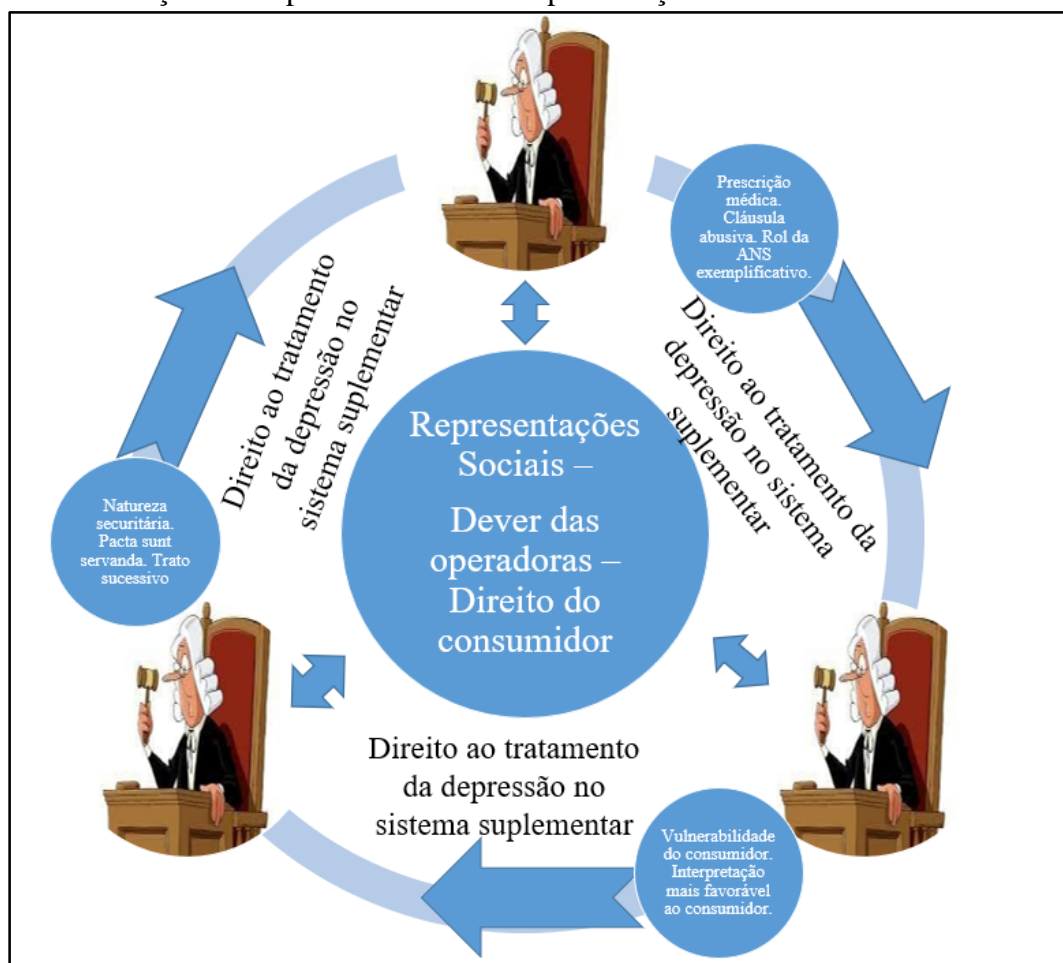 Prescrição
médica.
Cláusula
abusiva. Rol da
ANS
exemplificativo.
Direito ao tratamento
da depressão no
sistema suplementar
Direito ao tratamento da
depressão no sistema
suplementar
Representações
Sociais –
Dever das
operadoras –
Direito do
consumidor
Natureza
securitária.
Pacta sunt
servanda. Trato
sucessivo
Direito ao tratamento
da depressão no
sistema suplementar
Vulnerabilidade
do consumidor.
Interpretação
mais favorável
ao consumidor.